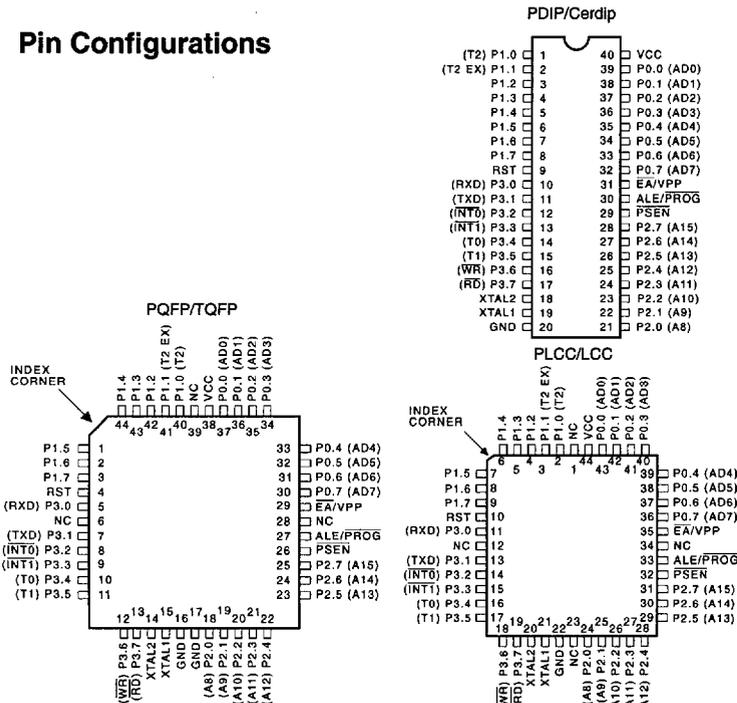 Pin Configurations
PDIP/Cerdip
(T2) P1.0 1 40 VCC
(T2 EX) P1.1 2 39 P0.0 (AD0)
P1.2 3 38 P0.1 (AD1)
P1.3 4 37 P0.2 (AD2)
P1.4 5 36 P0.3 (AD3)
P1.5 6 35 P0.4 (AD4)
P1.6 7 34 P0.5 (AD5)
P1.7 8 33 P0.6 (AD6)
RST 9 32 P0.7 (AD7)
(RXD) P3.0 10 31 EA/VPP
(TXD) P3.1 11 30 ALE/PROG
(INT0) P3.2 12 29 PSEN
(INT1) P3.3 13 28 P2.7 (A15)
(T0) P3.4 14 27 P2.6 (A14)
(T1) P3.5 15 26 P2.5 (A13)
(WR) P3.6 16 25 P2.4 (A12)
(RD) P3.7 17 24 P2.3 (A11)
XTAL2 18 23 P2.2 (A10)
XTAL1 19 22 P2.1 (A9)
GND 20 21 P2.0 (A8)
PQFP/TQFP
INDEX
CORNER
P1.4 P1.3 P1.2 P1.1 (T2 EX) P1.0 (T2) NC VCC P0.0 (AD0) P0.1 (AD1) P0.2 (AD2) P0.3 (AD3)
44 43 42 41 40 39 38 37 36 35 34
P1.5 1 33 P0.4 (AD4)
P1.6 2 32 P0.5 (AD5)
P1.7 3 31 P0.6 (AD6)
RST 4 30 P0.7 (AD7)
(RXD) P3.0 5 29 EA/VPP
NC 6 28 NC
(TXD) P3.1 7 27 ALE/PROG
(INT0) P3.2 8 26 PSEN
(INT1) P3.3 9 25 P2.7 (A15)
(T0) P3.4 10 24 P2.6 (A14)
(T1) P3.5 11 23 P2.5 (A13)
12 13 14 15 16 17 18 19 20 21 22
(WR) P3.6 (RD) P3.7 XTAL2 XTAL1 GND GND (A8) P2.0 (A9) P2.1 (A10) P2.2 (A11) P2.3 (A12) P2.4
PLCC/LCC
INDEX
CORNER
P1.4 P1.3 P1.2 P1.1 (T2 EX) P1.0 (T2) NC VCC P0.0 (AD0) P0.1 (AD1) P0.2 (AD2) P0.3 (AD3)
6 5 4 3 2 1 44 43 42 41 40
P1.5 7 39 P0.4 (AD4)
P1.6 8 38 P0.5 (AD5)
P1.7 9 37 P0.6 (AD6)
RST 10 36 P0.7 (AD7)
(RXD) P3.0 11 35 EA/VPP
NC 12 34 NC
(TXD) P3.1 13 33 ALE/PROG
(INT0) P3.2 14 32 PSEN
(INT1) P3.3 15 31 P2.7 (A15)
(T0) P3.4 16 30 P2.6 (A14)
(T1) P3.5 17 29 P2.5 (A13)
18 19 20 21 22 23 24 25 26 27 28
WR) P3.6 RD) P3.7 XTAL2 XTAL1 GND NC (A8) P2.0 (A9) P2.1 A10) P2.2 A11) P2.3 A12) P2.4